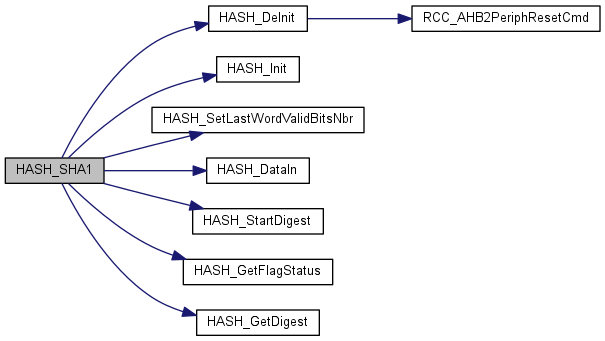 HASH_DeInit
RCC_AHB2PeriphResetCmd
HASH_Init
HASH_SetLastWordValidBitsNbr
HASH_SHA1
HASH_DataIn
HASH_StartDigest
HASH_GetFlagStatus
HASH_GetDigest